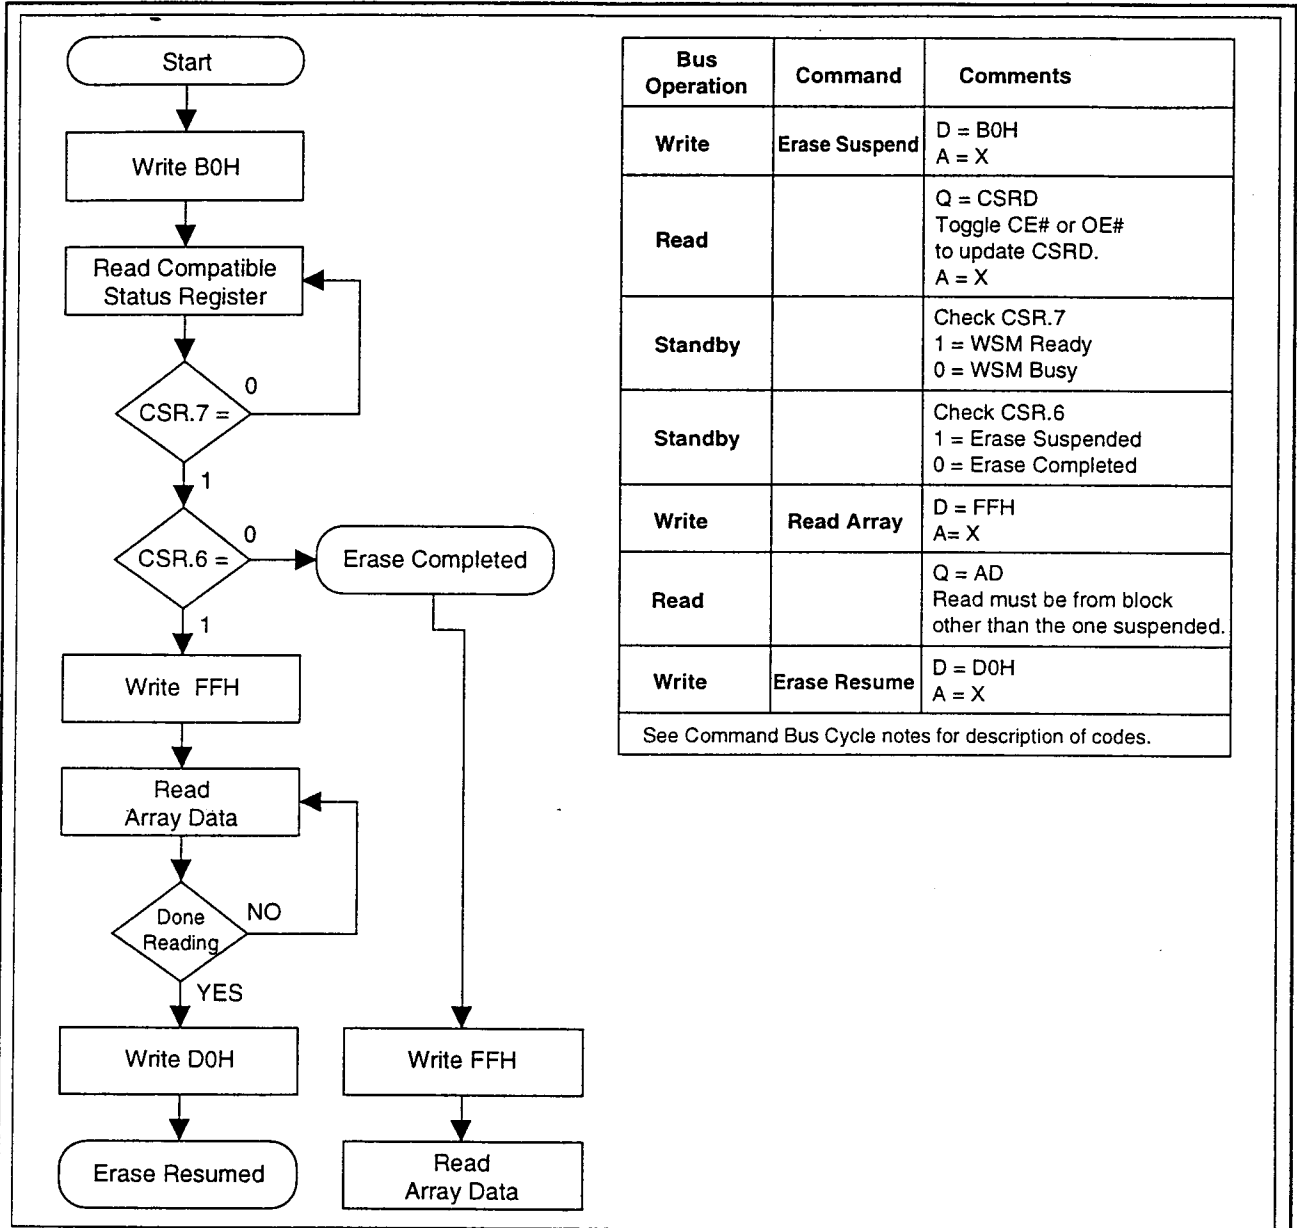 Start
Write B0H
Read Compatible
Status Register
0
CSR.7 =
1
0
CSR.6 =
Erase Completed
1
Write FFH
Read
Array Data
Done
Reading
NO
YES
Write D0H
Write FFH
Erase Resumed
Read
Array Data
Bus
Operation
Command
Comments
Write
Erase Suspend
D = B0H
A = X
Read
Q = CSRD
Toggle CE# or OE#
to update CSRD.
A = X
Standby
Check CSR.7
1 = WSM Ready
0 = WSM Busy
Standby
Check CSR.6
1 = Erase Suspended
0 = Erase Completed
Write
Read Array
D = FFH
A= X
Read
Q = AD
Read must be from block
other than the one suspended.
Write
Erase Resume
D = D0H
A = X
See Command Bus Cycle notes for description of codes.